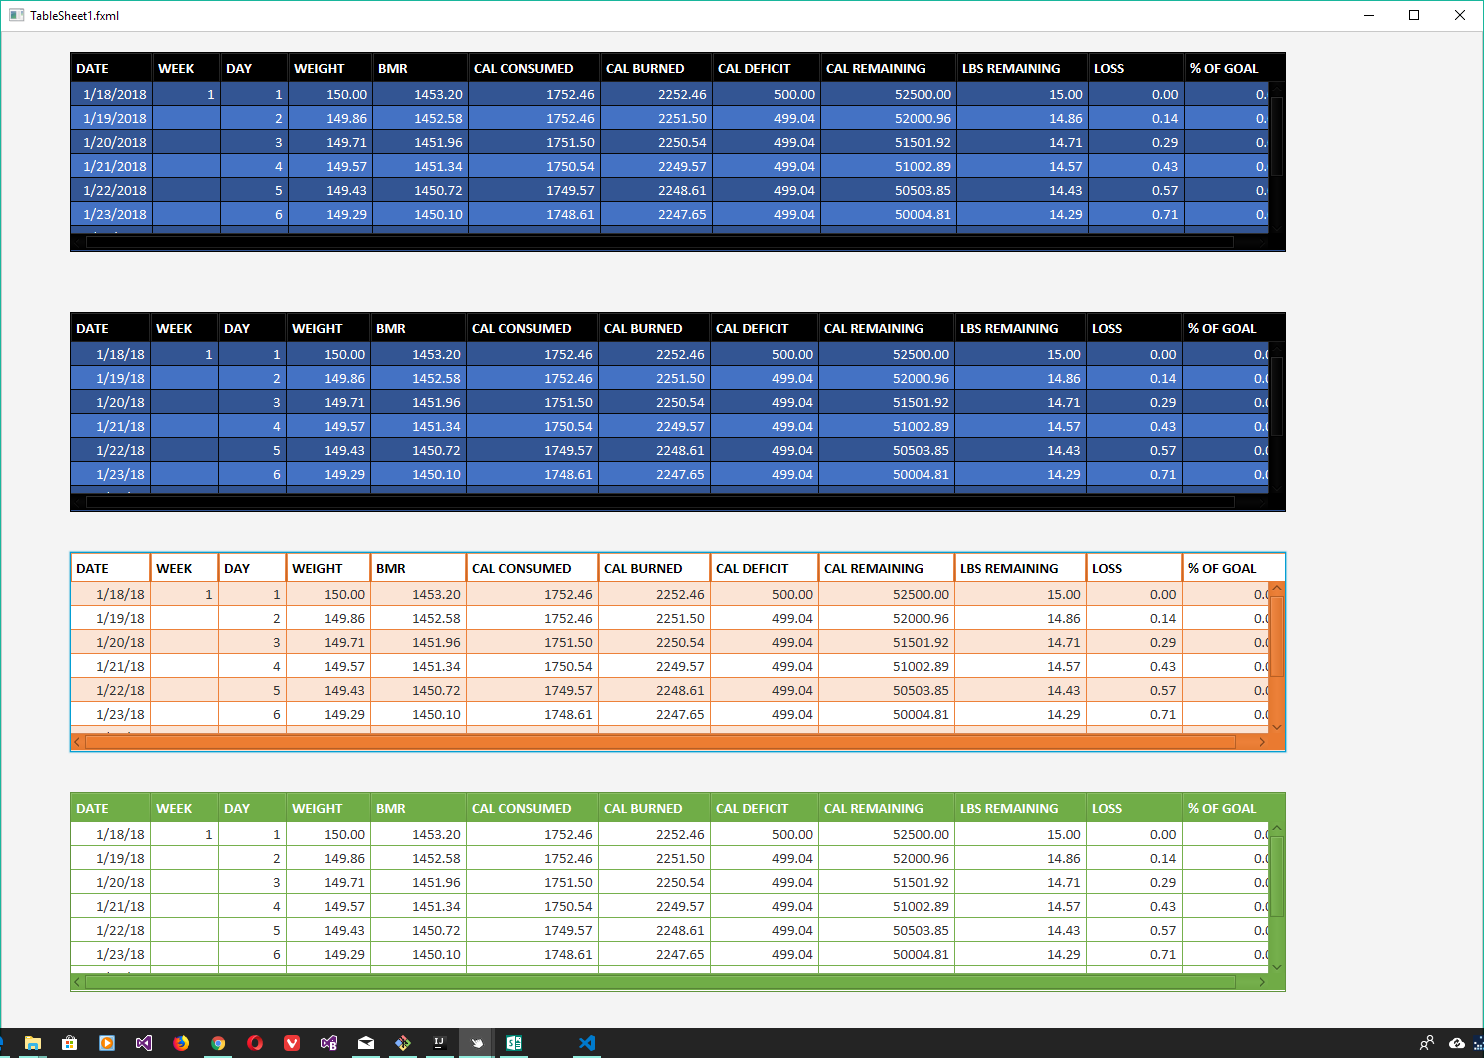 TableSheet1.fxml
DATE WEEK DAY WEIGHT BMR CAL CONSUMED CAL BURNED CAL DEFICIT CAL REMAINING LBS REMAINING LOSS % OF GOAL
1/18/2018 1 1 150.00 1453.20 1752.46 2252.46 500.00 52500.00 15.00 0.00 0.
1/19/2018 2 149.86 1452.58 1752.46 2251.50 499.04 52000.96 14.86 0.14 0.
1/20/2018 3 149.71 1451.96 1751.50 2250.54 499.04 51501.92 14.71 0.29 0.
1/21/2018 4 149.57 1451.34 1750.54 2249.57 499.04 51002.89 14.57 0.43 0.
1/22/2018 5 149.43 1450.72 1749.57 2248.61 499.04 50503.85 14.43 0.57 0.
1/23/2018 6 149.29 1450.10 1748.61 2247.65 499.04 50004.81 14.29 0.71 0.
DATE WEEK DAY WEIGHT BMR CAL CONSUMED CAL BURNED CAL DEFICIT CAL REMAINING LBS REMAINING LOSS % OF GOAL
1/18/18 1 1 150.00 1453.20 1752.46 2252.46 500.00 52500.00 15.00 0.00 0.0
1/19/18 2 149.86 1452.58 1752.46 2251.50 499.04 52000.96 14.86 0.14 0.0
1/20/18 3 149.71 1451.96 1751.50 2250.54 499.04 51501.92 14.71 0.29 0.0
1/21/18 4 149.57 1451.34 1750.54 2249.57 499.04 51002.89 14.57 0.43 0.0
1/22/18 5 149.43 1450.72 1749.57 2248.61 499.04 50503.85 14.43 0.57 0.0
1/23/18 6 149.29 1450.10 1748.61 2247.65 499.04 50004.81 14.29 0.71 0.0
DATE WEEK DAY WEIGHT BMR CAL CONSUMED CAL BURNED CAL DEFICIT CAL REMAINING LBS REMAINING LOSS % OF GOAL
1/18/18 1 1 150.00 1453.20 1752.46 2252.46 500.00 52500.00 15.00 0.00 0.0
1/19/18 2 149.86 1452.58 1752.46 2251.50 499.04 52000.96 14.86 0.14 0.0
1/20/18 3 149.71 1451.96 1751.50 2250.54 499.04 51501.92 14.71 0.29 0.0
1/21/18 4 149.57 1451.34 1750.54 2249.57 499.04 51002.89 14.57 0.43 0.0
1/22/18 5 149.43 1450.72 1749.57 2248.61 499.04 50503.85 14.43 0.57 0.0
1/23/18 6 149.29 1450.10 1748.61 2247.65 499.04 50004.81 14.29 0.71 0.0
DATE WEEK DAY WEIGHT BMR CAL CONSUMED CAL BURNED CAL DEFICIT CAL REMAINING LBS REMAINING LOSS % OF GOAL
1/18/18 1 1 150.00 1453.20 1752.46 2252.46 500.00 52500.00 15.00 0.00 0.0
1/19/18 2 149.86 1452.58 1752.46 2251.50 499.04 52000.96 14.86 0.14 0.0
1/20/18 3 149.71 1451.96 1751.50 2250.54 499.04 51501.92 14.71 0.29 0.0
1/21/18 4 149.57 1451.34 1750.54 2249.57 499.04 51002.89 14.57 0.43 0.0
1/22/18 5 149.43 1450.72 1749.57 2248.61 499.04 50503.85 14.43 0.57 0.0
1/23/18 6 149.29 1450.10 1748.61 2247.65 499.04 50004.81 14.29 0.71 0.0